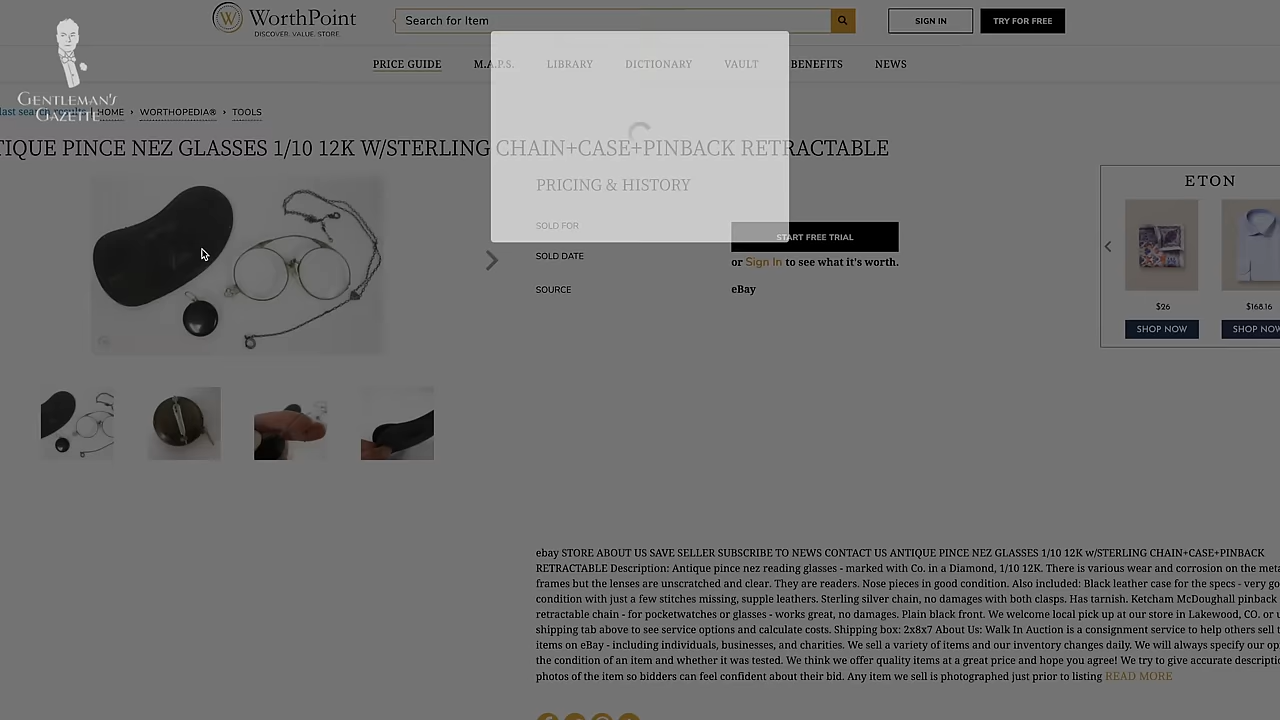 WorthPoint
DISCOVER. VALUE. STORE.
Search for Item
SIGN IN
TRY FOR FREE
GENTLEMAN'S
GAZETTE
PRICE GUIDE
M.A.P.S.
LIBRARY
DICTIONARY
VAULT
BENEFITS
NEWS
last search results | HOME › WORTHOPEDIA® › TOOLS
TIQUE PINCE NEZ GLASSES 1/10 12K W/STERLING CHAIN+CASE+PINBACK RETRACTABLE
PRICING & HISTORY
SOLD FOR
START FREE TRIAL
SOLD DATE
or Sign In to see what it's worth.
SOURCE
eBay
ETON
$26
$168.16
SHOP NOW
SHOP NOW
ebay STORE ABOUT US SAVE SELLER SUBSCRIBE TO NEWS CONTACT US ANTIQUE PINCE NEZ GLASSES 1/10 12K w/STERLING CHAIN+CASE+PINBACK
RETRACTABLE Description: Antique pince nez reading glasses - marked with Co. in a Diamond, 1/10 12K. There is various wear and corrosion on the meta
frames but the lenses are unscratched and clear. They are readers. Nose pieces in good condition. Also included: Black leather case for the specs - very go
condition with just a few stitches missing, supple leathers. Sterling silver chain, no damages with both clasps. Has tarnish. Ketcham McDoughall pinback
retractable chain - for pocketwatches or glasses - works great, no damages. Plain black front. We welcome local pick up at our store in Lakewood, CO. or u
shipping tab above to see service options and calculate costs. Shipping box: 2x8x7 About Us: Walk In Auction is a consignment service to help others sell t
items on eBay - including individuals, businesses, and charities. We sell a variety of items and our inventory changes daily. We will always specify our op
the condition of an item and whether it was tested. We think we offer quality items at a great price and hope you agree! We try to give accurate descriptio
photos of the item so bidders can feel confident about their bid. Any item we sell is photographed just prior to listing READ MORE